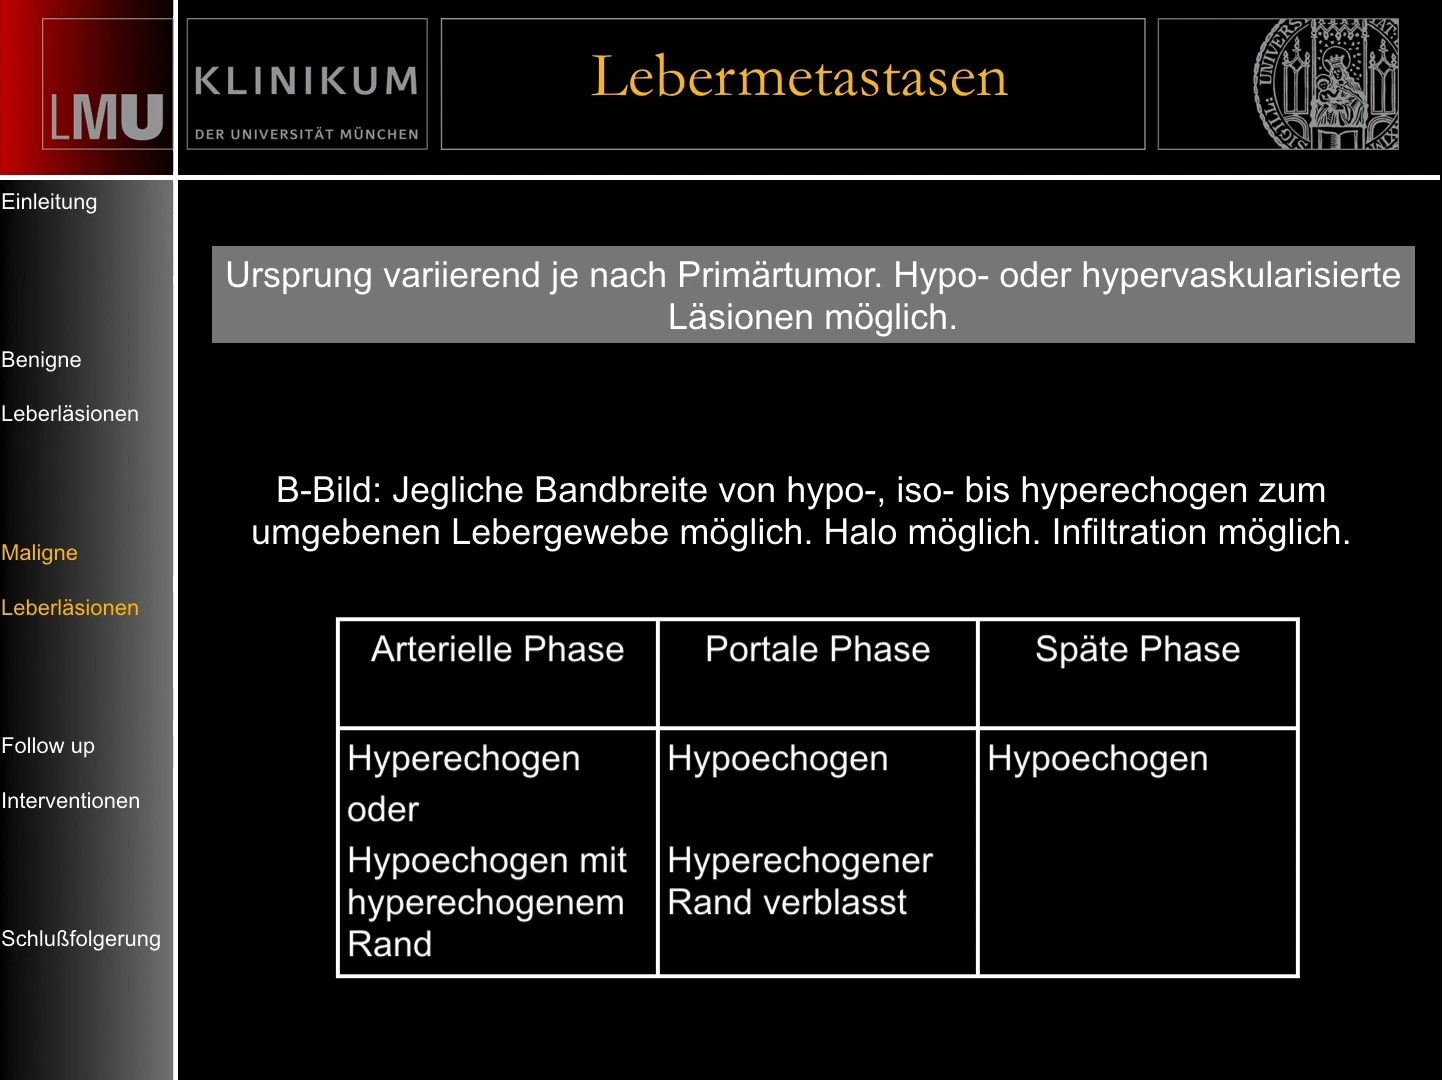 LMU
KLINIKUM
DER UNIVERSITÄT MÜNCHEN
Lebermetastasen
Einleitung
Benigne
Leberläsionen
Maligne
Leberläsionen
Follow up
Interventionen
Schlußfolgerung
Ursprung variierend je nach Primärtumor. Hypo- oder hypervaskularisierte
Läsionen möglich.
B-Bild: Jegliche Bandbreite von hypo-, iso- bis hyperechogen zum
umgebenen Lebergewebe möglich. Halo möglich. Infiltration möglich.
Arterielle Phase
Portale Phase
Späte Phase
Hyperechogen
oder
Hypoechogen mit
hyperechogenem
Rand
Hypoechogen
Hyperechogener
Rand verblasst
Hypoechogen